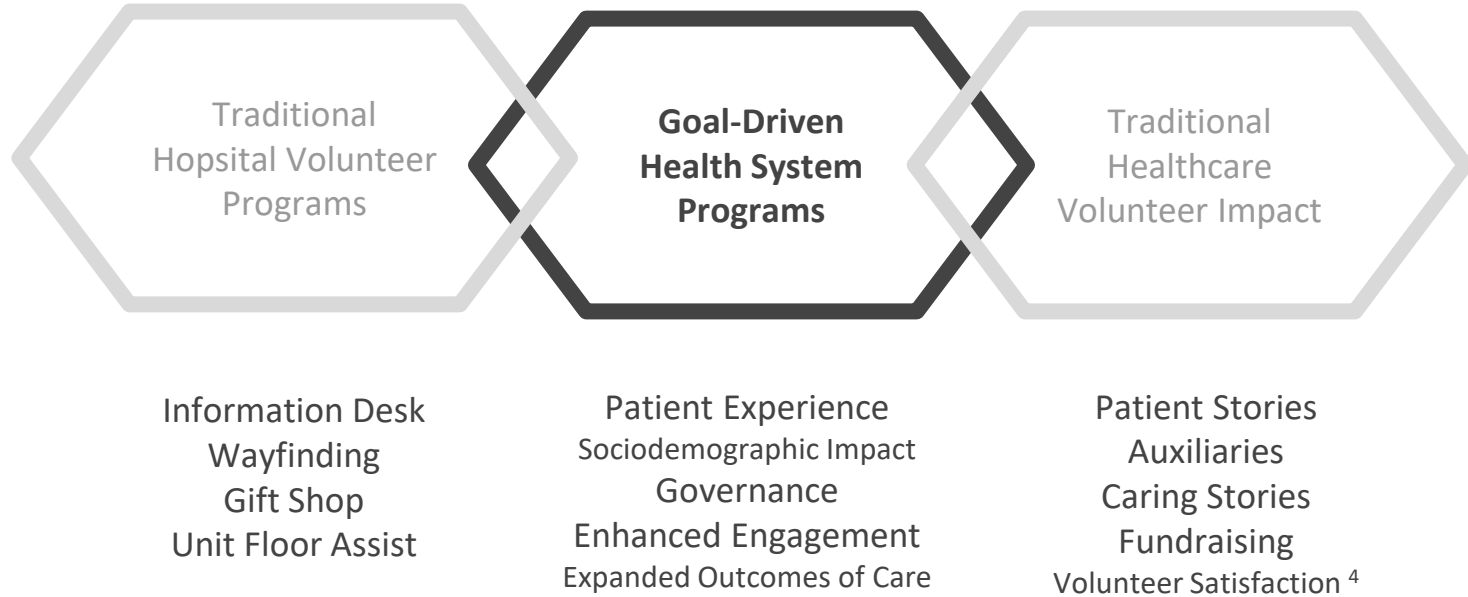 Traditional
Hopsital Volunteer
Programs
Goal-Driven
Health System
Programs
Traditional
Healthcare
Volunteer Impact
Information Desk
Wayfinding
Gift Shop
Unit Floor Assist
Patient Experience
Sociodemographic Impact
Governance
Enhanced Engagement
Expanded Outcomes of Care
Patient Stories
Auxiliaries
Caring Stories
Fundraising
Volunteer Satisfaction 4